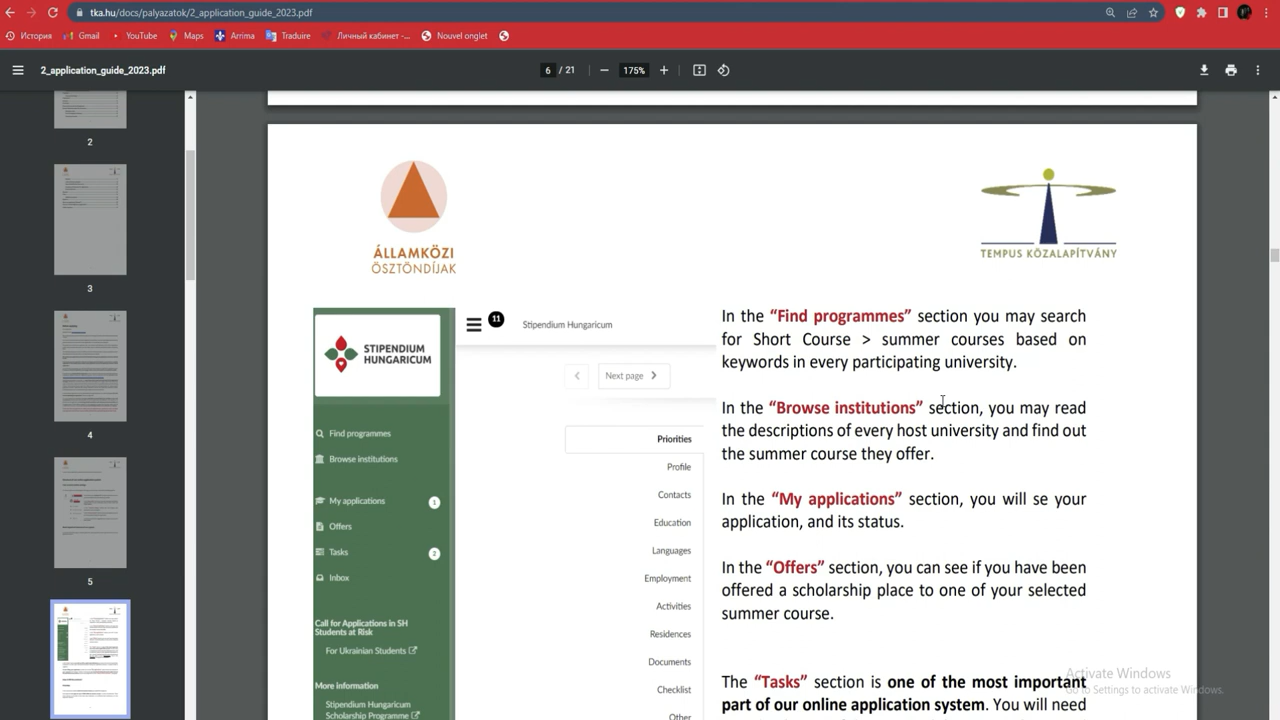 tka.hu/docs/palyazatok/2_application_guide_2023.pdf
История Gmail YouTube Maps Arrima Traduire Личный кабинет -... Nouvel onglet
2_application_guide_2023.pdf
6 / 21
175%
2
3
4
5
ÁLLAMKÖZI
ÖSZTÖNDÍJAK
TEMPUS KÖZALAPÍTVÁNY
STIPENDIUM
HUNGARICUM
Find programmes
Browse institutions
My applications 1
Offers
Tasks 2
Inbox
Call for Applications in SH
Students at Risk
For Ukrainian Students
More information
Stipendium Hungaricum
Scholarship Programme
11
Stipendium Hungaricum
Next page
Priorities
Profile
Contacts
Education
Languages
Employment
Activities
Residences
Documents
Checklist
Other
In the “Find programmes” section you may search
for Short Course > summer courses based on
keywords in every participating university.
In the “Browse institutions” section, you may read
the descriptions of every host university and find out
the summer course they offer.
In the “My applications” section, you will se your
application, and its status.
In the “Offers” section, you can see if you have been
offered a scholarship place to one of your selected
summer course.
The “Tasks” section is one of the most important
part of our online application system. You will need
Activate Windows
Go to Settings to activate Windows.